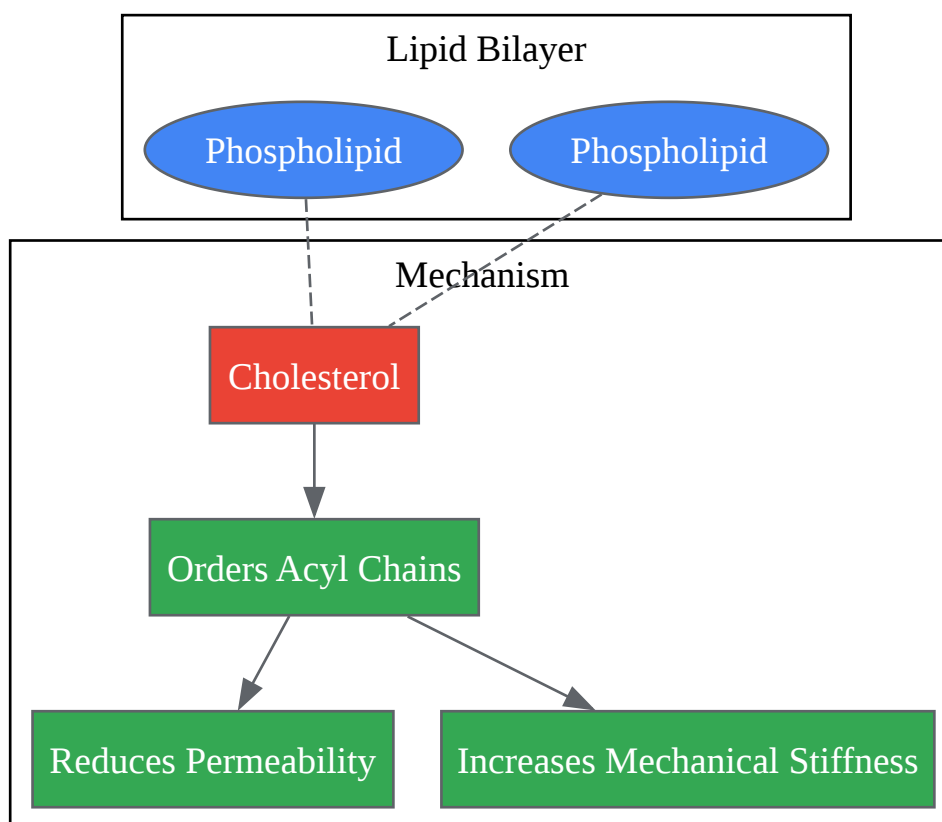 Lipid Bilayer
Phospholipid
Phospholipid
Mechanism
Cholesterol
Orders Acyl Chains
Reduces Permeability
Increases Mechanical Stiffness